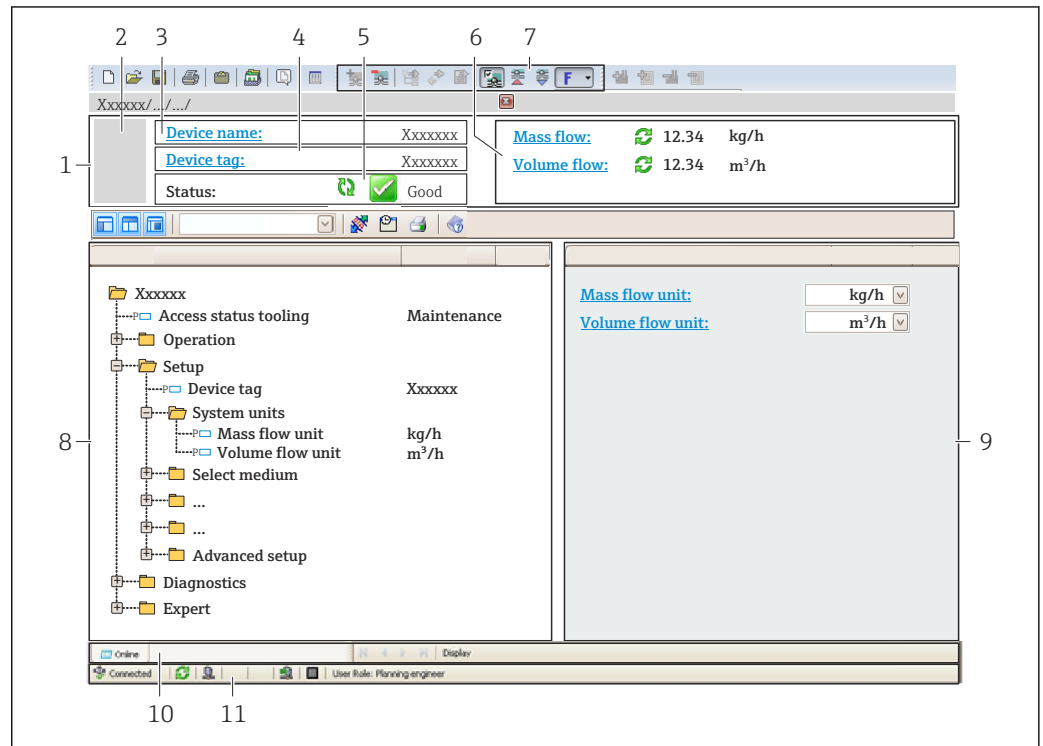 2 3 4 5 6 7
F
Xxxxxx/.../.../
Device name: Xxxxxxx
Mass flow: 12.34 kg/h
1
Device tag: Xxxxxxx
Volume flow: 12.34 m³/h
Status: Good
Xxxxxx
Mass flow unit: kg/h
P Access status tooling Maintenance
Volume flow unit: m³/h
Operation
Setup
P Device tag Xxxxxx
System units
P Mass flow unit kg/h
8
9
P Volume flow unit m³/h
Select medium
...
...
Advanced setup
Diagnostics
Expert
Online Display
Connected User Role: Planning engineer
10 11